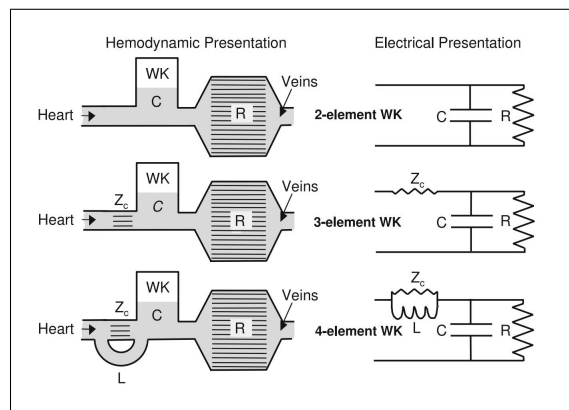 Hemodynamic Presentation
Electrical Presentation
WK
C
Heart
R
Veins
2-element WK
C
R
WK
Zc
C
Heart
R
Veins
3-element WK
Zc
C
R
WK
Zc
C
Heart
R
Veins
L
4-element WK
Zc
L
C
R